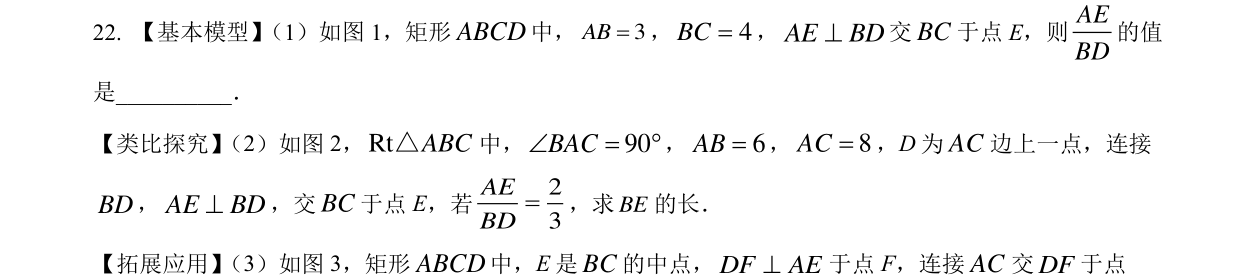 22. 【基本模型】(1)如图 1，矩形 ABCD 中， AB = 3， BC = 4， AE ⊥ BD 交 BC 于点 E，则 AE/BD 的值
是__________．
【类比探究】(2)如图 2，Rt△ABC 中，∠BAC = 90°，AB = 6，AC = 8，D 为 AC 边上一点，连接
BD，AE ⊥ BD，交 BC 于点 E，若 AE/BD = 2/3，求 BE 的长．
【拓展应用】(3)如图 3，矩形 ABCD 中，E 是 BC 的中点，DF ⊥ AE 于点 F，连接 AC 交 DF 于点